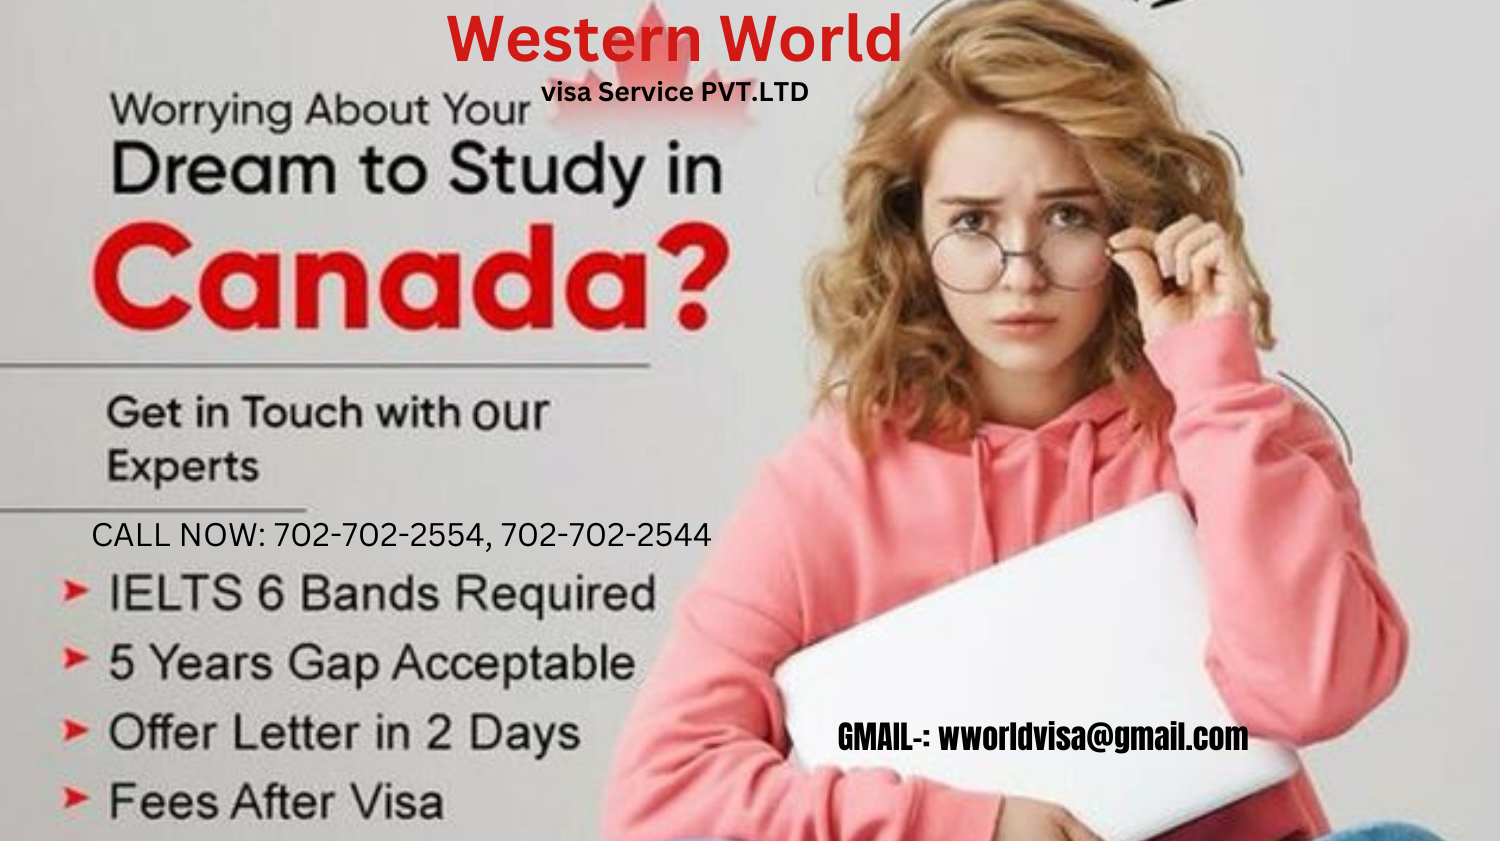 Western World
visa Service PVT.LTD
Worrying About Your
Dream to Study in
Canada?
Get in Touch with our
Experts
CALL NOW: 702-702-2554, 702-702-2544
➤ IELTS 6 Bands Required
➤ 5 Years Gap Acceptable
➤ Offer Letter in 2 Days
➤ Fees After Visa
GMAIL-: wworldvisa@gmail.com